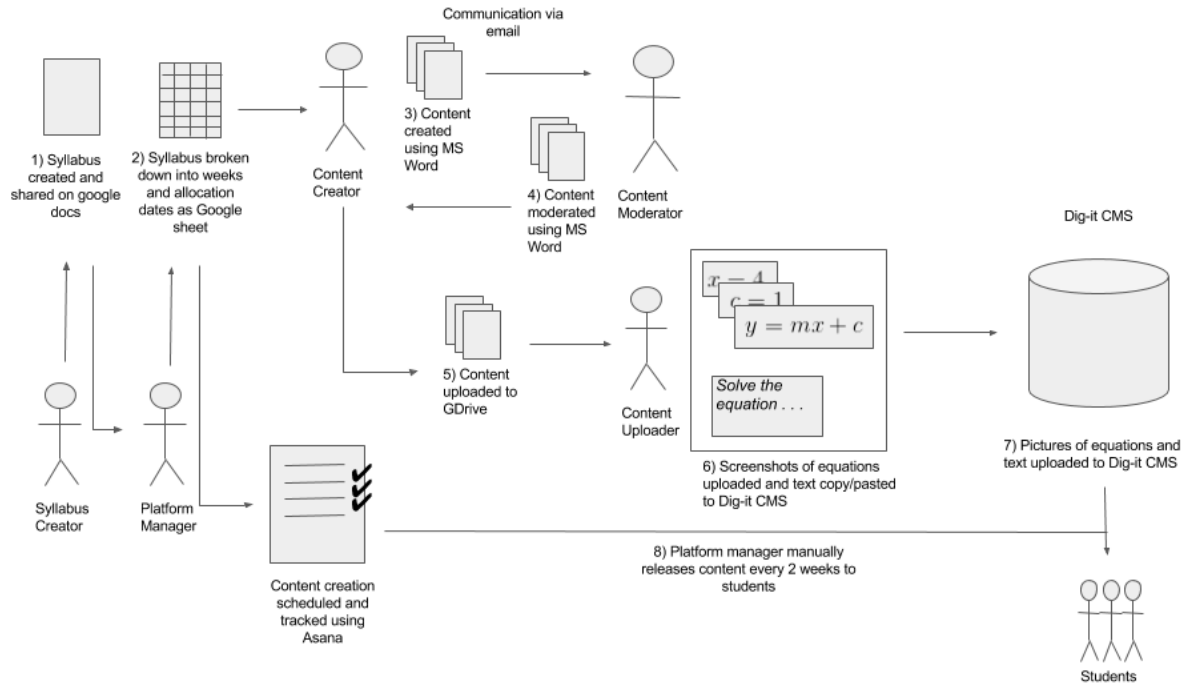 Communication via
email
1) Syllabus
created and
shared on google
docs
2) Syllabus broken
down into weeks
and allocation
dates as Google
sheet
Content
Creator
3) Content
created
using MS
Word
4) Content
moderated
using MS
Word
Content
Moderator
Dig-it CMS
5) Content
uploaded to
GDrive
Content
Uploader
x − 4
c = 1
y = mx + c
Solve the
equation . . .
6) Screenshots of equations
uploaded and text copy/pasted
to Dig-it CMS
7) Pictures of equations and
text uploaded to Dig-it CMS
Syllabus
Creator
Platform
Manager
Content creation
scheduled and
tracked using
Asana
8) Platform manager manually
releases content every 2 weeks to
students
Students